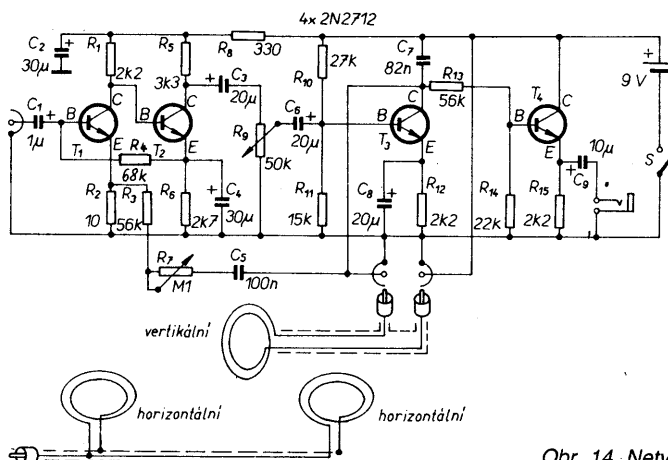 4x 2N2712
C2
30µ
R1
2k2
R5
3k3
R8
330
C3
20µ
R10
27k
C7
82n
R13
56k
9 V
C1
1µ
B
C
E
T1
B
C
E
T2
R4
68k
R9
50k
C6
20µ
B
C
E
T3
B
C
E
T4
10µ
C9
S
R2
10
R3
56k
R6
2k7
C4
30µ
R11
15k
C8
20µ
R12
2k2
R14
22k
R15
2k2
R7
M1
C5
100n
vertikální
horizontální
horizontální
Obr. 14. Netv